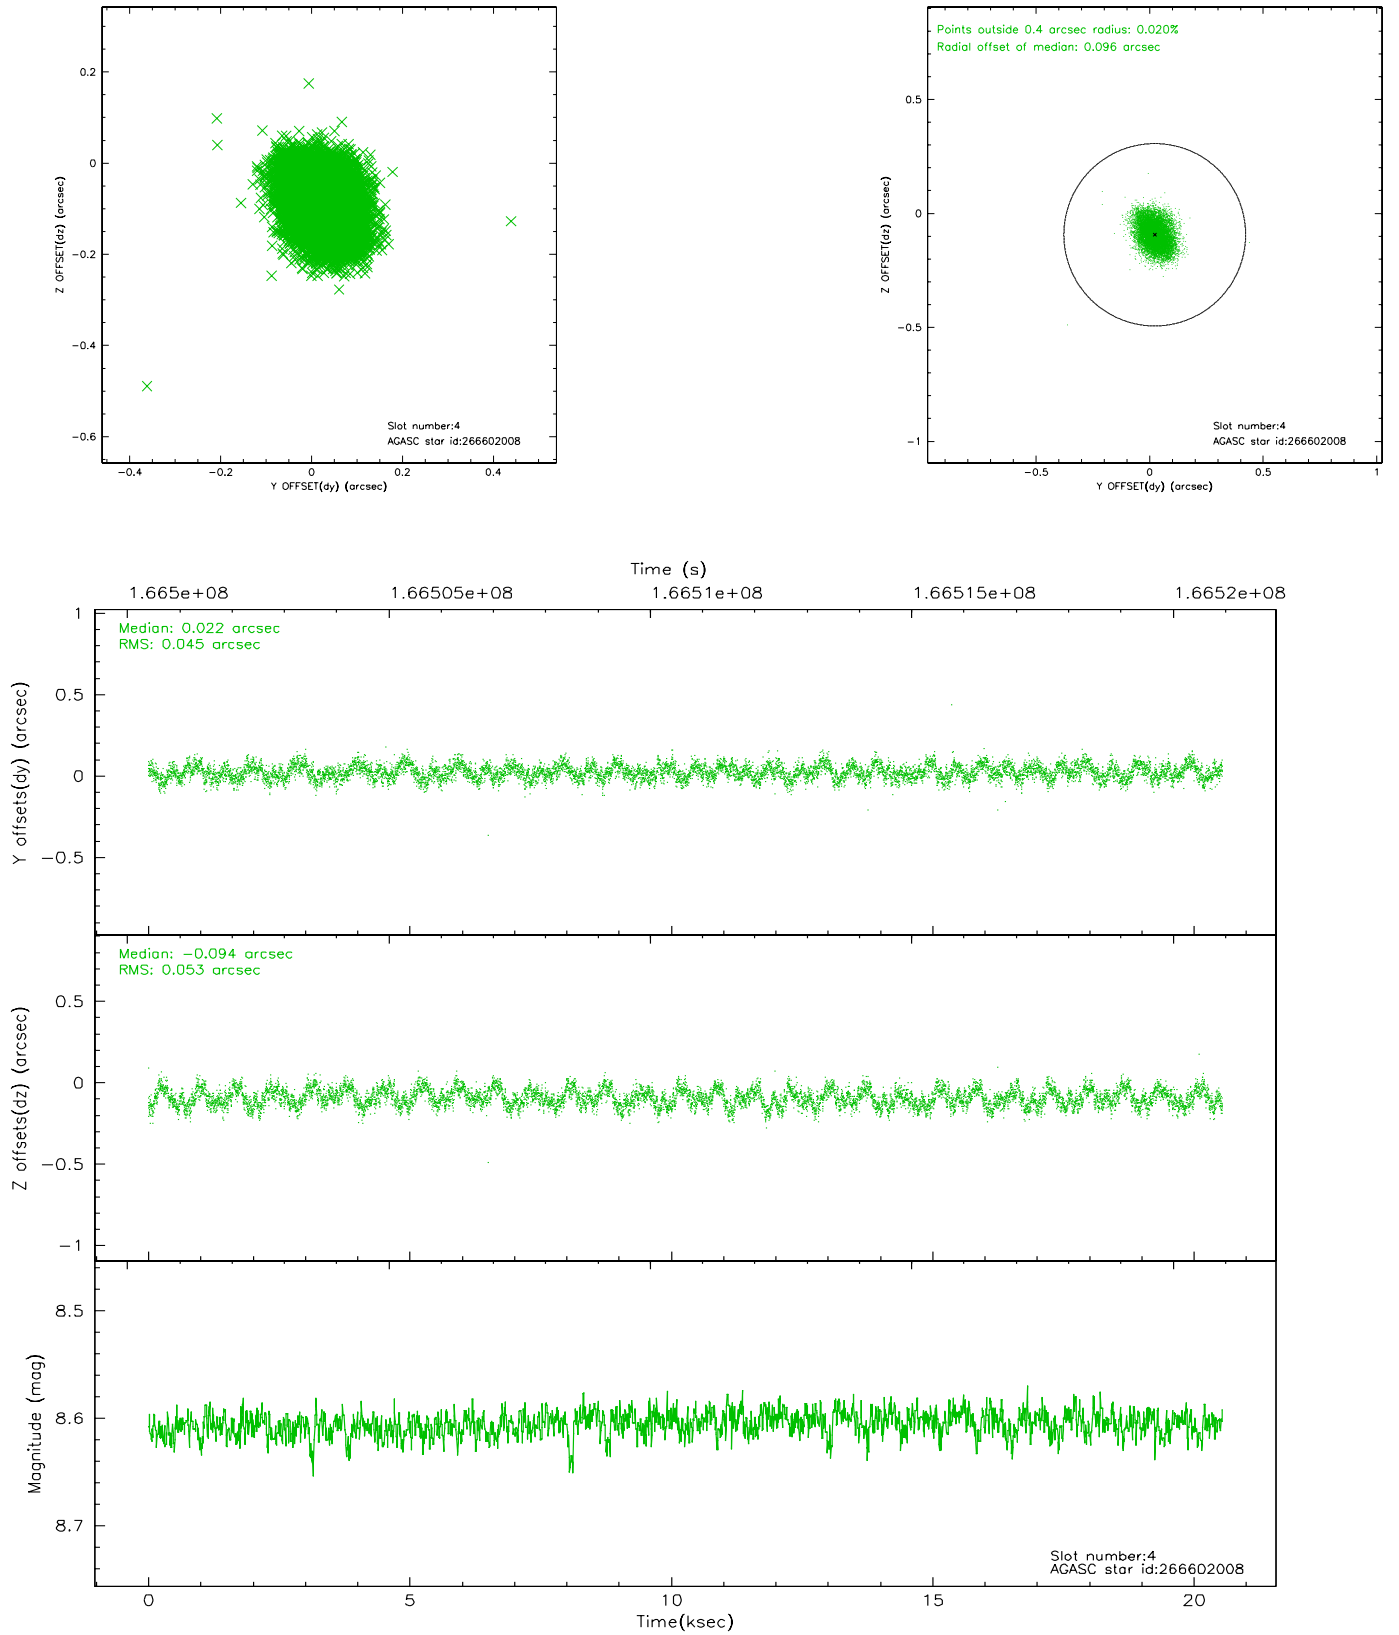 0.2
0
−0.2
−0.4
−0.6
Z OFFSET(dz) (arcsec)
Slot number:4
AGASC star id:266602008
−0.4 −0.2 0 0.2 0.4
Y OFFSET(dy) (arcsec)
Points outside 0.4 arcsec radius: 0.020%
Radial offset of median: 0.096 arcsec
0.5
0
−0.5
−1
Z OFFSET(dz) (arcsec)
Slot number:4
AGASC star id:266602008
−0.5 0 0.5 1
Y OFFSET(dy) (arcsec)
Time (s)
1.665e+08 1.66505e+08 1.6651e+08 1.66515e+08 1.6652e+08
Median: 0.022 arcsec
RMS: 0.045 arcsec
1
0.5
0
−0.5
Y offsets(dy) (arcsec)
Median: −0.094 arcsec
RMS: 0.053 arcsec
0.5
0
−0.5
−1
Z offsets(dz) (arcsec)
8.5
8.6
8.7
Magnitude (mag)
Slot number:4
AGASC star id:266602008
0 5 10 15 20
Time(ksec)